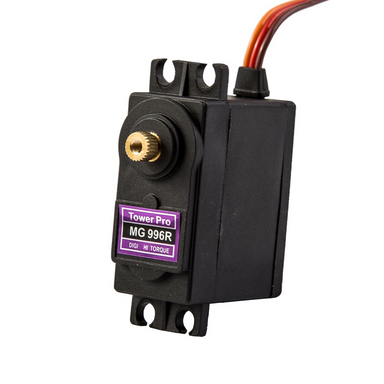 Tower Pro
MG 996R
DIGI HI TORQUE